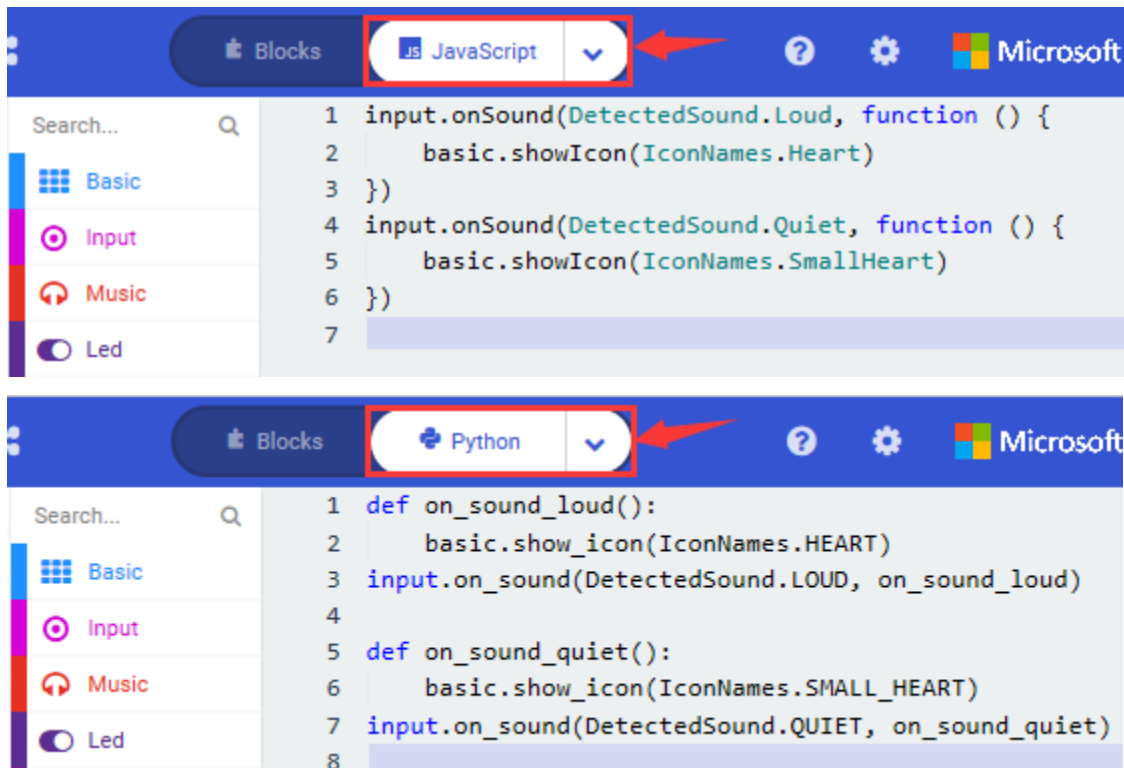 Blocks JS JavaScript ? Microsoft
Search...
Basic
Input
Music
Led
1 input.onSound(DetectedSound.Loud, function () {
2     basic.showIcon(IconNames.Heart)
3 })
4 input.onSound(DetectedSound.Quiet, function () {
5     basic.showIcon(IconNames.SmallHeart)
6 })
7
Blocks Python ? Microsoft
Search...
Basic
Input
Music
Led
1 def on_sound_loud():
2     basic.show_icon(IconNames.HEART)
3 input.on_sound(DetectedSound.LOUD, on_sound_loud)
4
5 def on_sound_quiet():
6     basic.show_icon(IconNames.SMALL_HEART)
7 input.on_sound(DetectedSound.QUIET, on_sound_quiet)
8